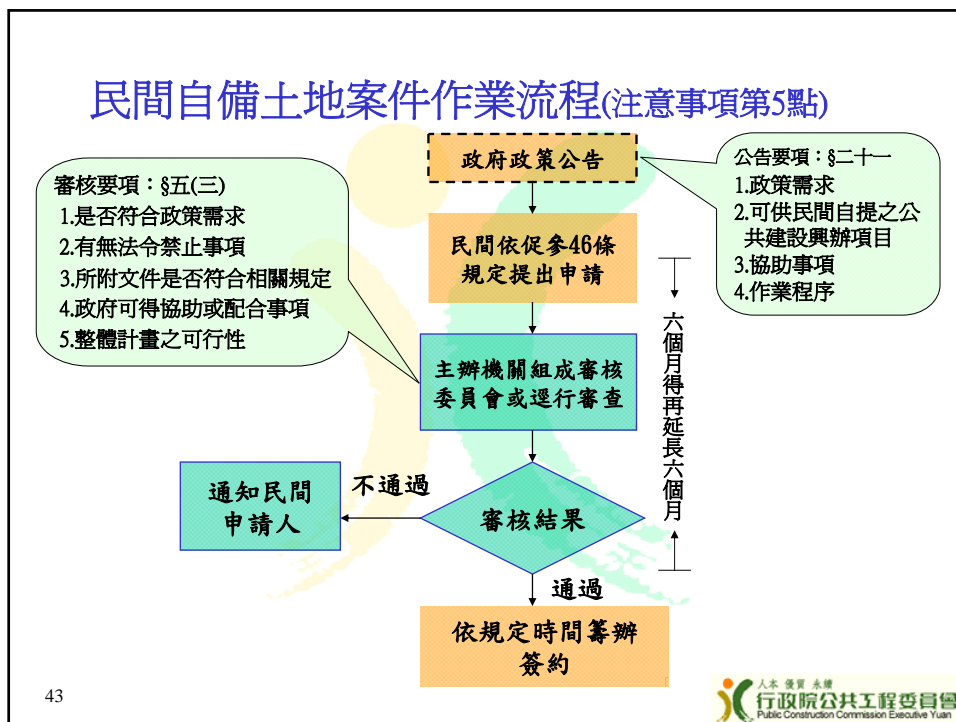 民間自備土地案件作業流程(注意事項第5點)
政府政策公告
公告要項：§二十一
1.政策需求
2.可供民間自提之公
共建設興辦項目
3.協助事項
4.作業程序
審核要項：§五(三)
1.是否符合政策需求
2.有無法令禁止事項
3.所附文件是否符合相關規定
4.政府可得協助或配合事項
5.整體計畫之可行性
民間依促參46條
規定提出申請
六個月得再延長六個月
主辦機關組成審核
委員會或逕行審查
審核結果
不通過
通知民間
申請人
通過
依規定時間籌辦
簽約
43
人本 優質 永續
行政院公共工程委員會
Public Construction Commission Executive Yuan